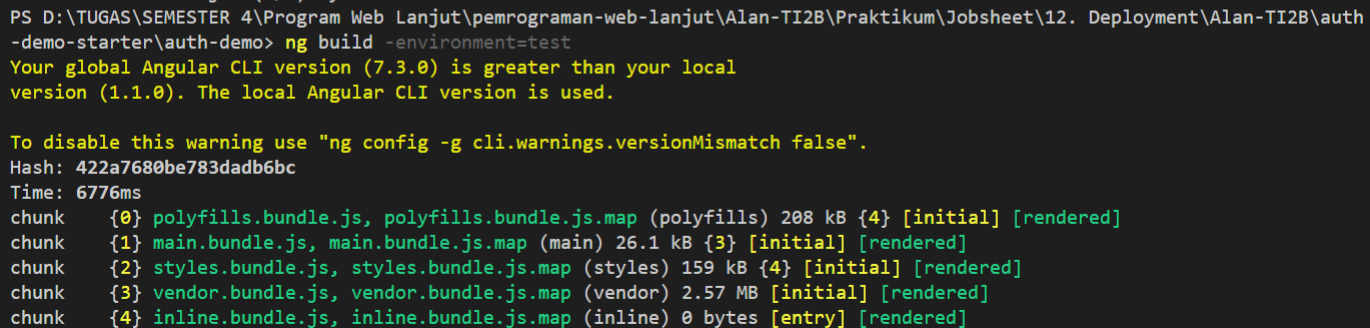 PS D:\TUGAS\SEMESTER 4\Program Web Lanjut\pemrograman-web-lanjut\Alan-TI2B\Praktikum\Jobsheet\12. Deployment\Alan-TI2B\auth
-demo-starter\auth-demo> ng build -environment=test
Your global Angular CLI version (7.3.0) is greater than your local
version (1.1.0). The local Angular CLI version is used.
To disable this warning use "ng config -g cli.warnings.versionMismatch false".
Hash: 422a7680be783dadb6bc
Time: 6776ms
chunk    {0} polyfills.bundle.js, polyfills.bundle.js.map (polyfills) 208 kB {4} [initial] [rendered]
chunk    {1} main.bundle.js, main.bundle.js.map (main) 26.1 kB {3} [initial] [rendered]
chunk    {2} styles.bundle.js, styles.bundle.js.map (styles) 159 kB {4} [initial] [rendered]
chunk    {3} vendor.bundle.js, vendor.bundle.js.map (vendor) 2.57 MB [initial] [rendered]
chunk    {4} inline.bundle.js, inline.bundle.js.map (inline) 0 bytes [entry] [rendered]